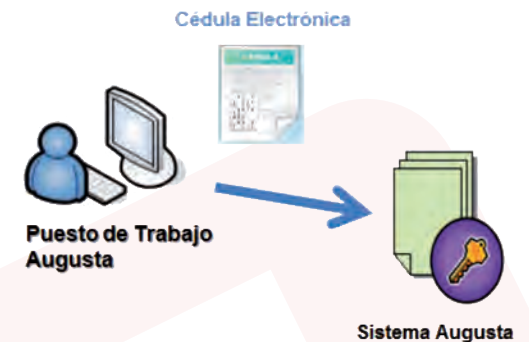 Cédula Electrónica
Puesto de Trabajo
Augusta
Sistema Augusta